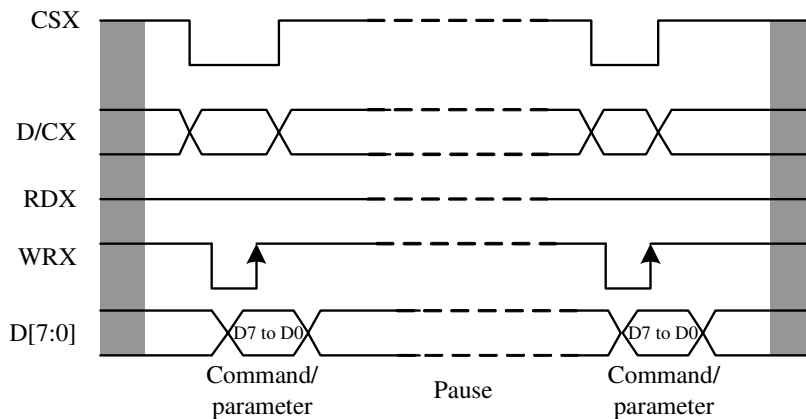 CSX
D/CX
RDX
WRX
D[7:0]
D7 to D0
D7 to D0
Command/
parameter
Pause
Command/
parameter